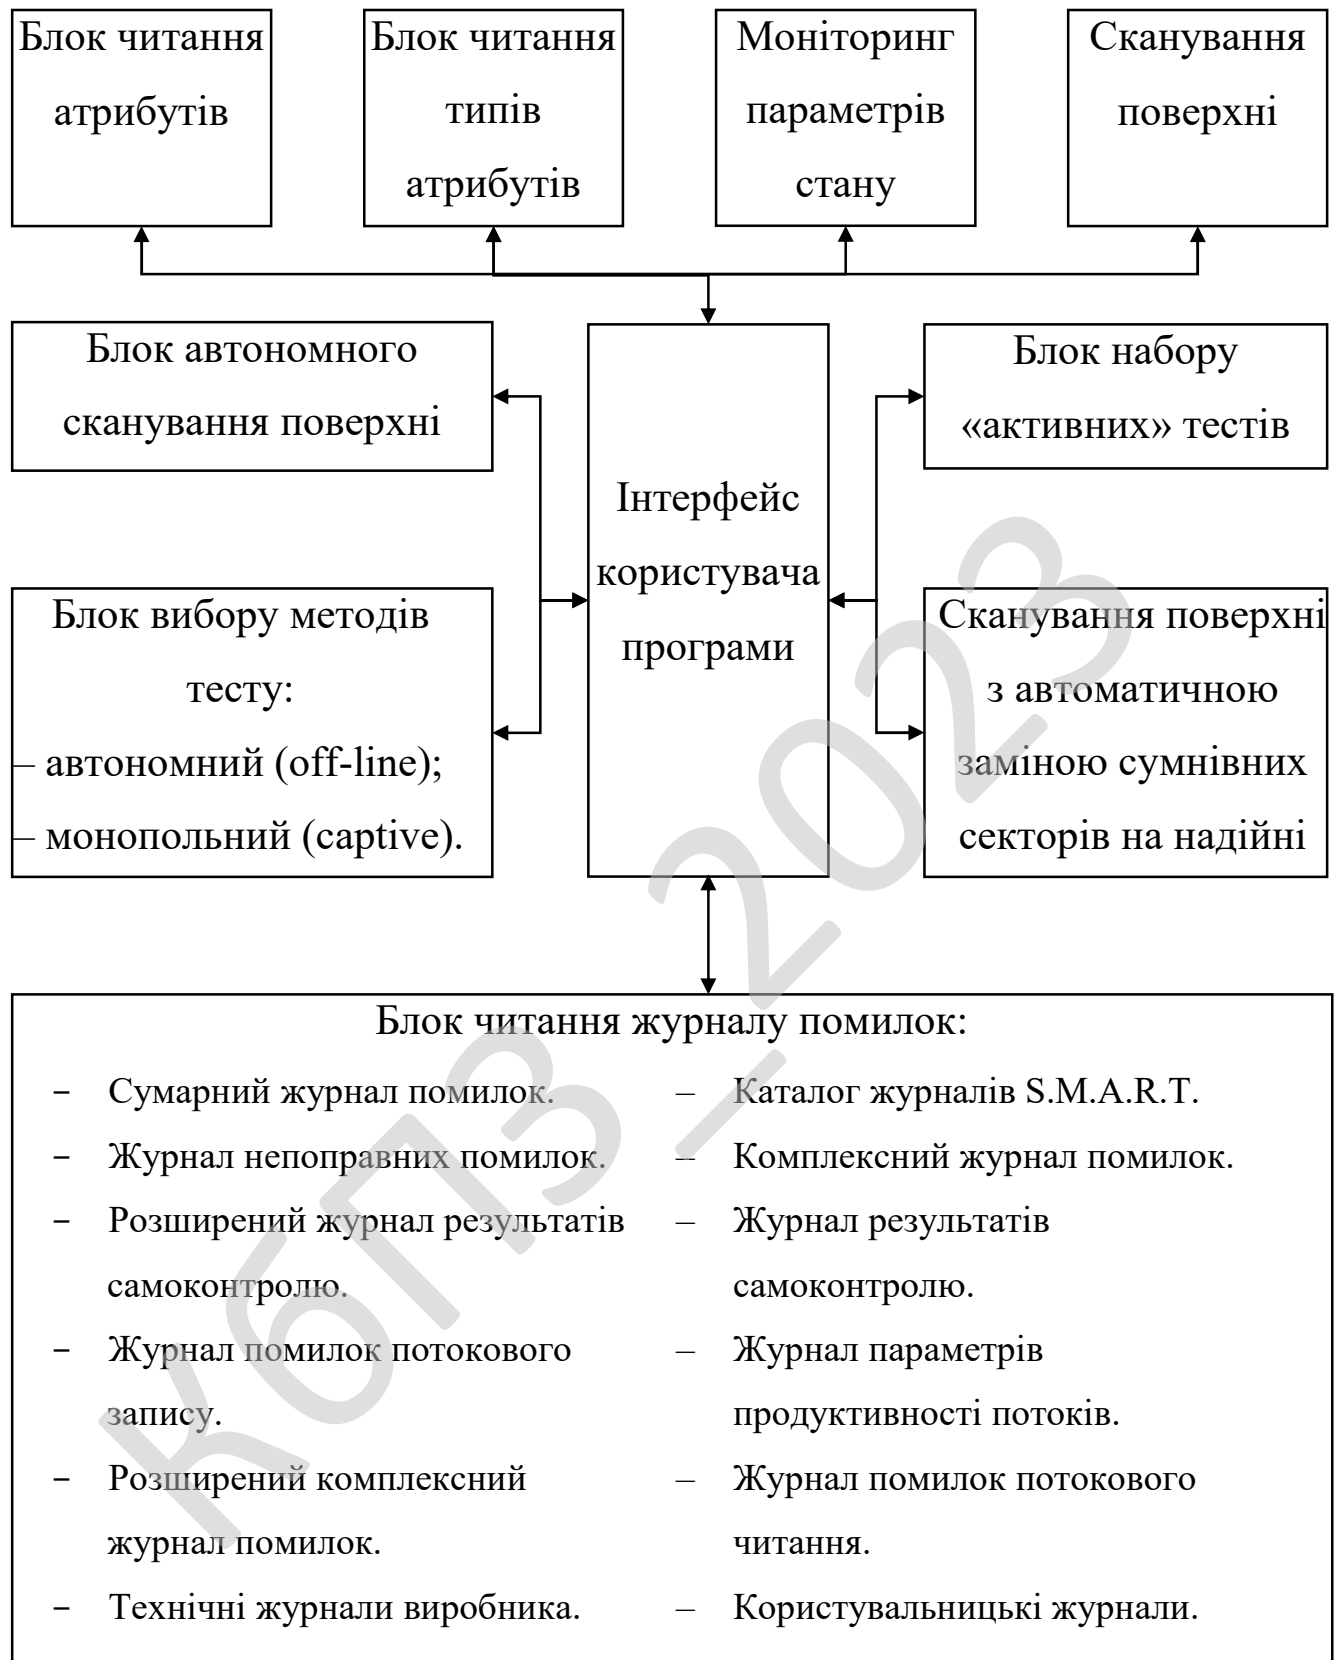 Блок читання
атрибутів
Блок читання
типів
атрибутів
Моніторинг
параметрів
стану
Сканування
поверхні
Блок автономного
сканування поверхні
Інтерфейс
користувача
програми
Блок набору
«активних» тестів
Блок вибору методів
тесту:
– автономний (off-line);
– монопольний (captive).
Сканування поверхні
з автоматичною
заміною сумнівних
секторів на надійні
Блок читання журналу помилок:
– Сумарний журнал помилок.
– Журнал непоправних помилок.
– Розширений журнал результатів
самоконтролю.
– Журнал помилок потокового
запису.
– Розширений комплексний
журнал помилок.
– Технічні журнали виробника.
– Каталог журналів S.M.A.R.T.
– Комплексний журнал помилок.
– Журнал результатів
самоконтролю.
– Журнал параметрів
продуктивності потоків.
– Журнал помилок потокового
читання.
– Користувальницькі журнали.
КбПЗ_2023